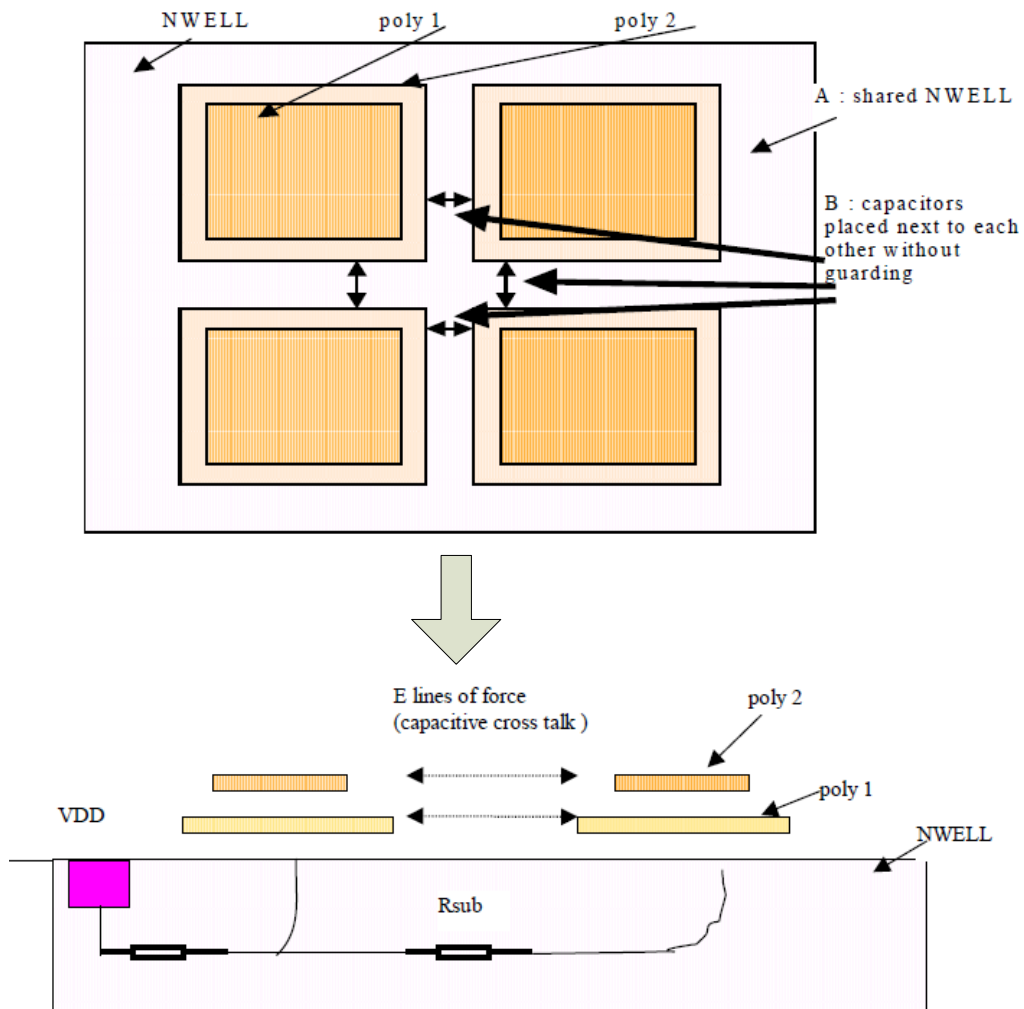 NWELL
poly 1
poly 2
A : shared NWELL
B : capacitors
placed next to each
other without
guarding
E lines of force
(capacitive cross talk )
poly 2
poly 1
VDD
NWELL
Rsub